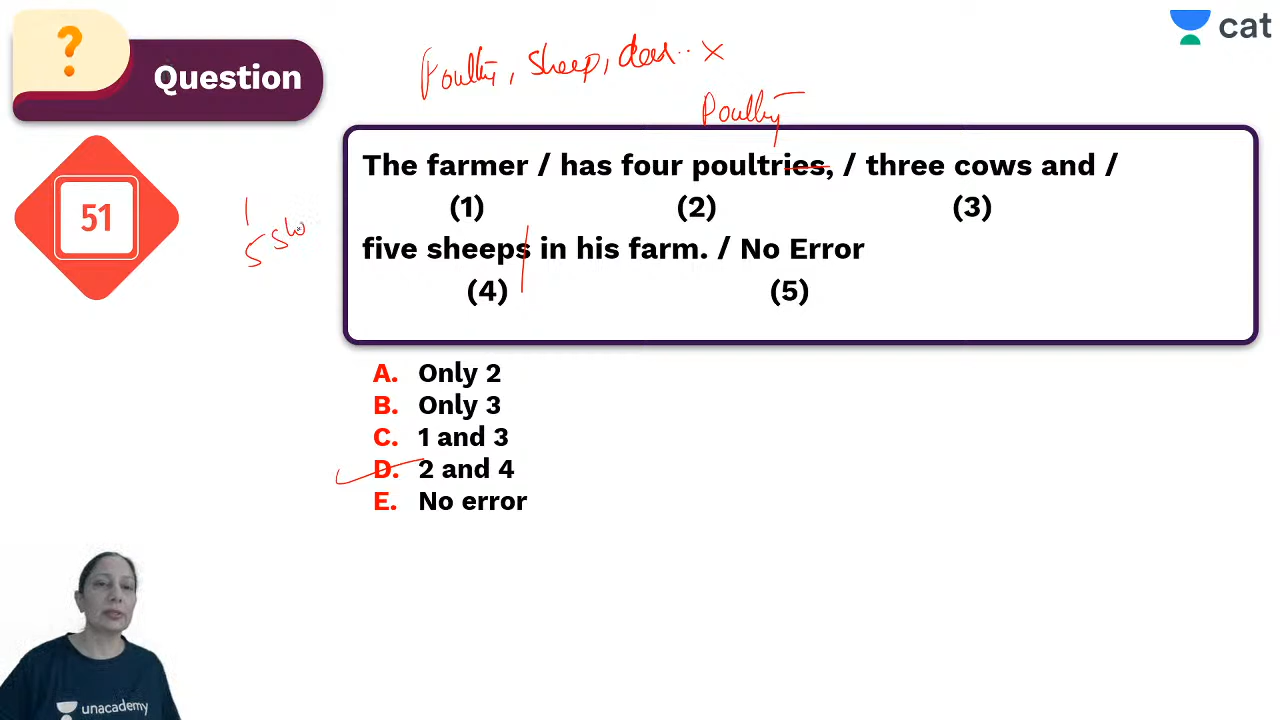 ?
Question
cat
Poultry, Sheep, deer.. x
Poultry
51
The farmer / has four poultries, / three cows and /
(1) (2) (3)
five sheeps in his farm. / No Error
(4) (5)
1
5
A. Only 2
B. Only 3
C. 1 and 3
D. 2 and 4
E. No error
unacademy